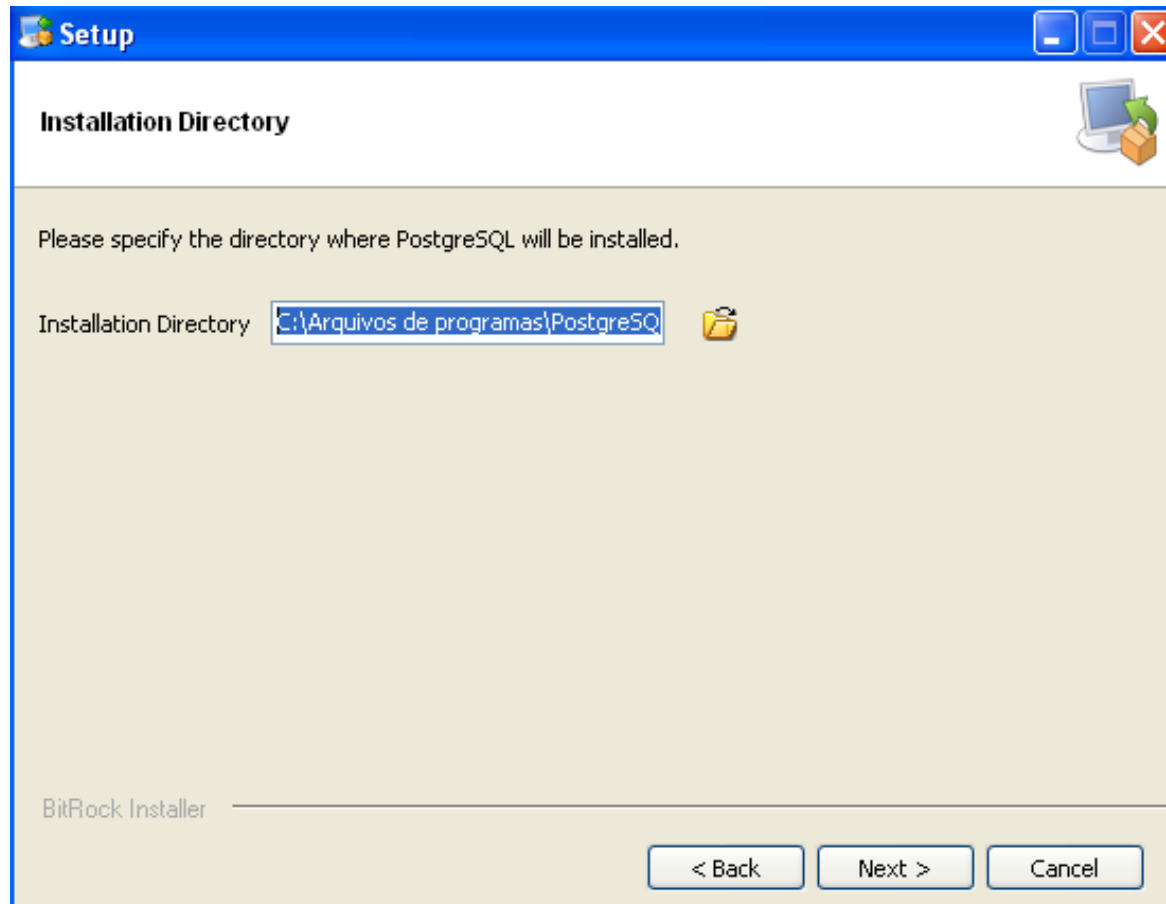 Setup
Installation Directory
Please specify the directory where PostgreSQL will be installed.
Installation Directory C:\Arquivos de programas\PostgreSQ
BitRock Installer
< Back Next > Cancel